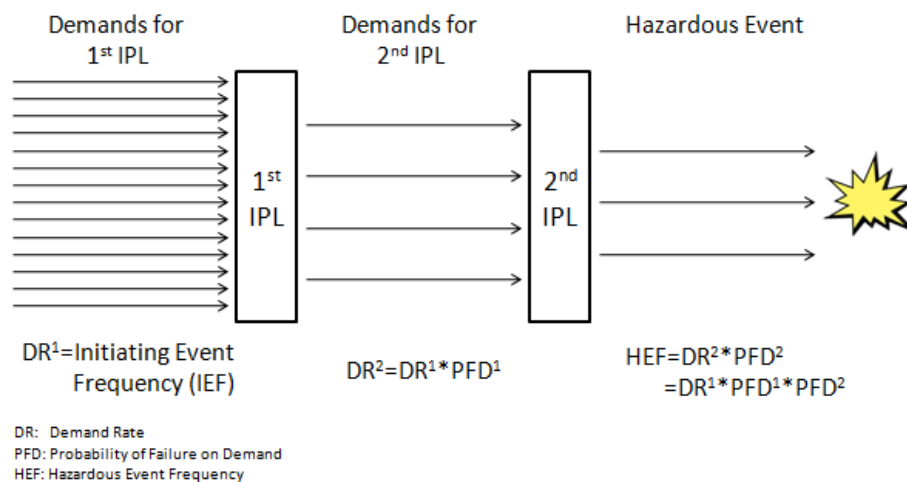 Demands for
1st IPL
Demands for
2nd IPL
Hazardous Event
1st
IPL
2nd
IPL
DR¹=Initiating Event
Frequency (IEF)
DR²=DR¹*PFD¹
HEF=DR²*PFD²
=DR¹*PFD¹*PFD²
DR: Demand Rate
PFD: Probability of Failure on Demand
HEF: Hazardous Event Frequency